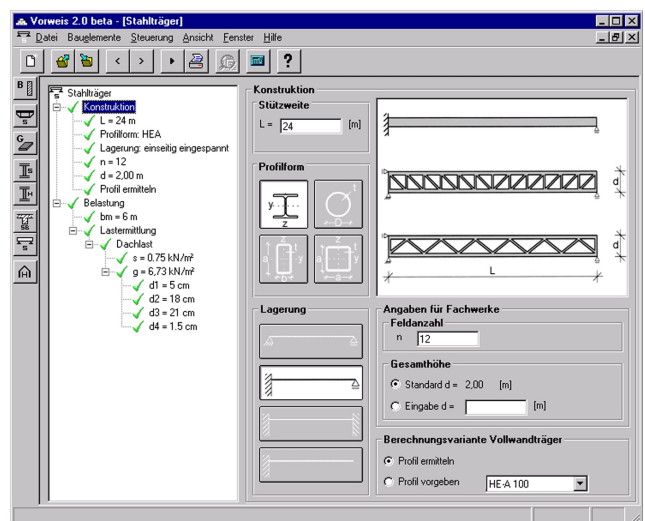 Vorweis 2.0 beta - [Stahlträger]
Datei Bauelemente Steuerung Ansicht Fenster Hilfe
Stahlträger
Konstruktion
L = 24 m
Profilform: HEA
Lagerung: einseitig eingespannt
n = 12
d = 2,00 m
Profil ermitteln
Belastung
bm = 6 m
Lastermittlung
Dachlast
s = 0.75 kN/m²
g = 6,73 kN/m²
d1 = 5 cm
d2 = 18 cm
d3 = 21 cm
d4 = 1.5 cm
Konstruktion
Stützweite
L = 24 [m]
Profilform
y z
t D
z t a y b
z t a y a
Lagerung
d
d
L
Angaben für Fachwerke
Feldanzahl
n 12
Gesamthöhe
Standard d = 2,00 [m]
Eingabe d = [m]
Berechnungsvariante Vollwandträger
Profil ermitteln
Profil vorgeben HE-A 100